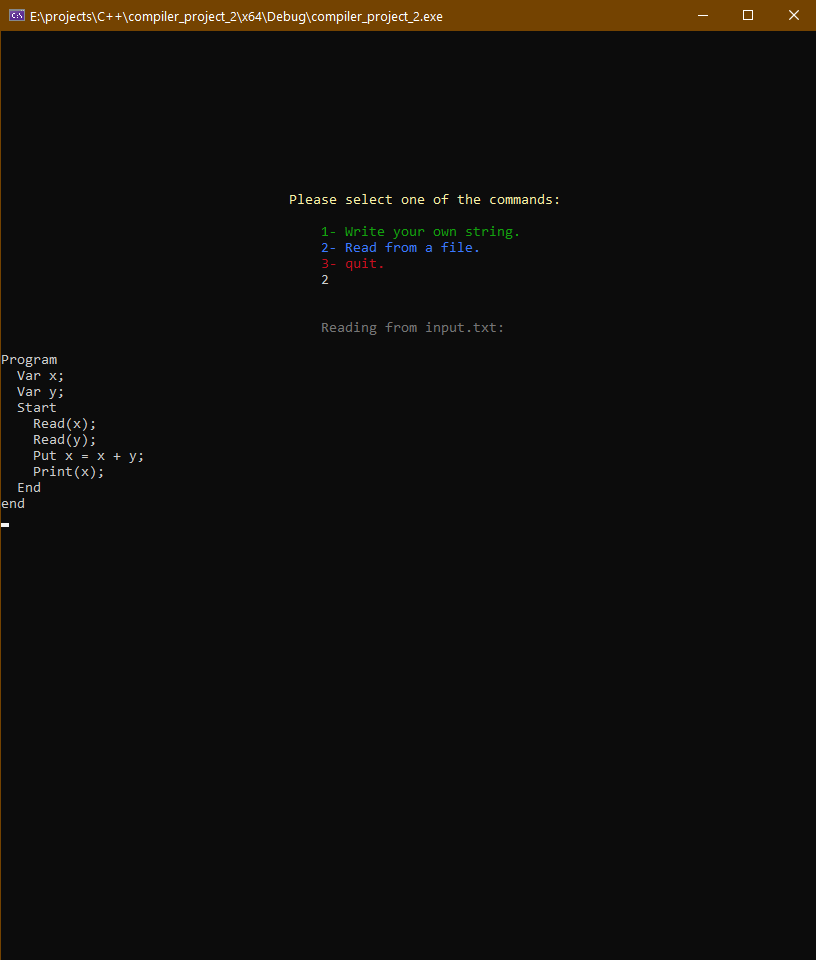 E:\projects\C++\compiler_project_2\x64\Debug\compiler_project_2.exe
Please select one of the commands:
1- Write your own string.
2- Read from a file.
3- quit.
2
Reading from input.txt:
Program
  Var x;
  Var y;
  Start
    Read(x);
    Read(y);
    Put x = x + y;
    Print(x);
  End
end